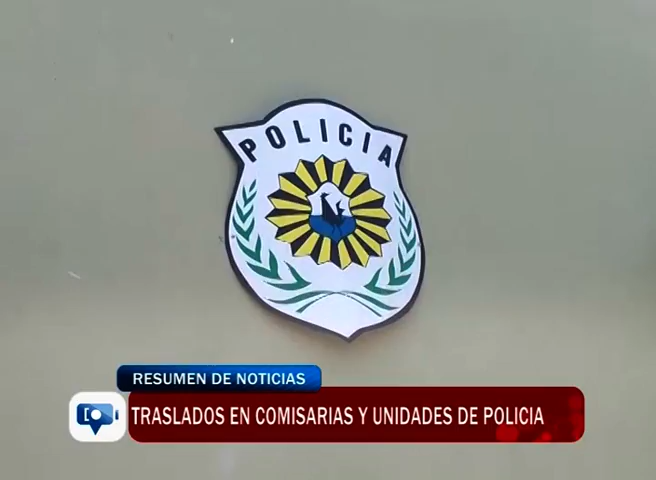 POLICIA
RESUMEN DE NOTICIAS
TRASLADOS EN COMISARIAS Y UNIDADES DE POLICIA